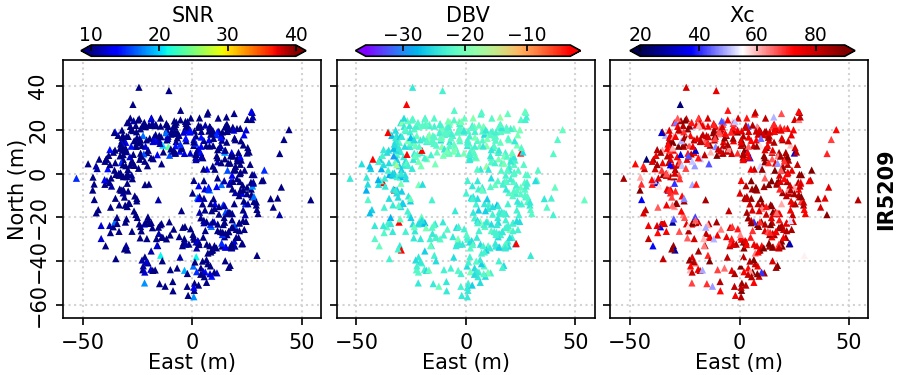 SNR DBV Xc
10 20 30 40 −30 −20 −10 20 40 60 80
40
20
0
−20
−40
−60
North (m)
−50 0 50 −50 0 50 −50 0 50
East (m) East (m) East (m)
IR5209